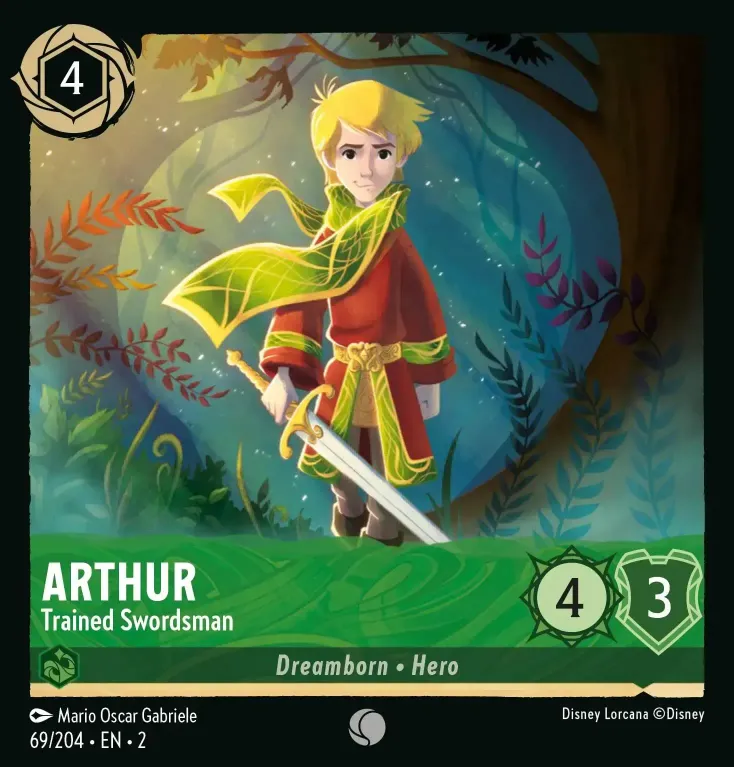 4
ARTHUR
Trained Swordsman
4 3
Dreamborn • Hero
Mario Oscar Gabriele
Disney Lorcana ©Disney
69/204 • EN • 2